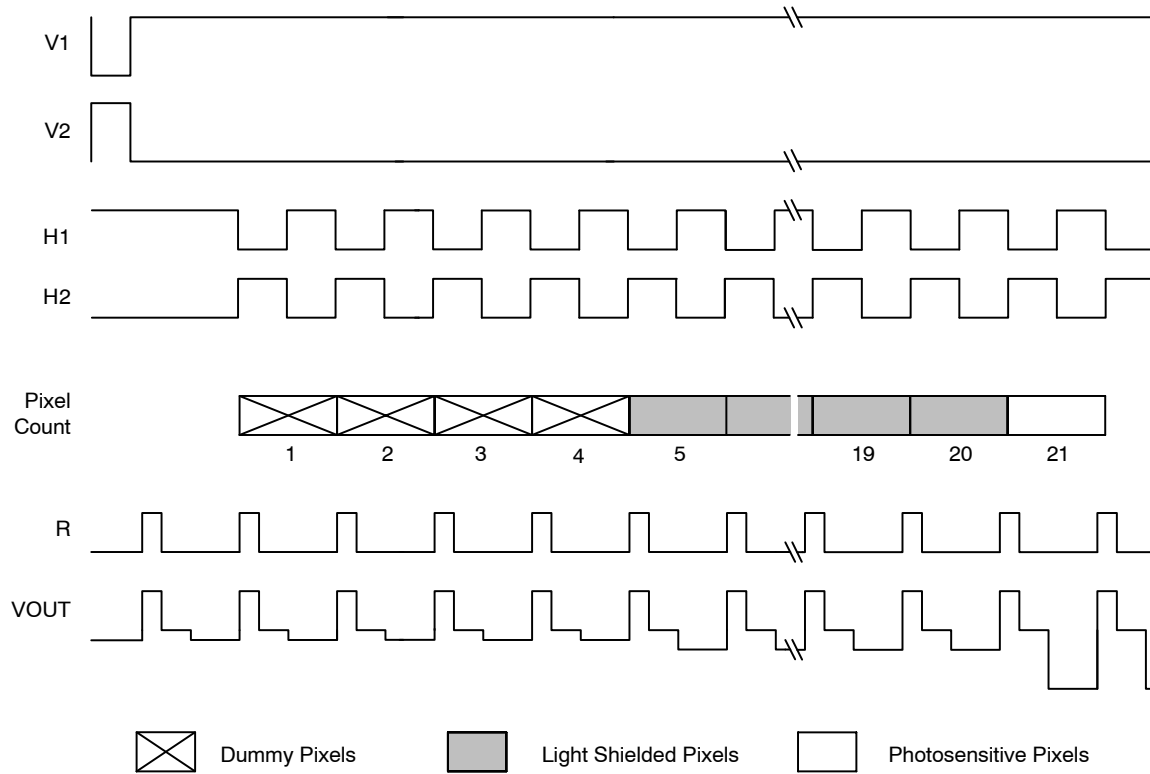 V1
V2
H1
H2
Pixel
Count
1 2 3 4 5 19 20 21
R
VOUT
Dummy Pixels Light Shielded Pixels Photosensitive Pixels